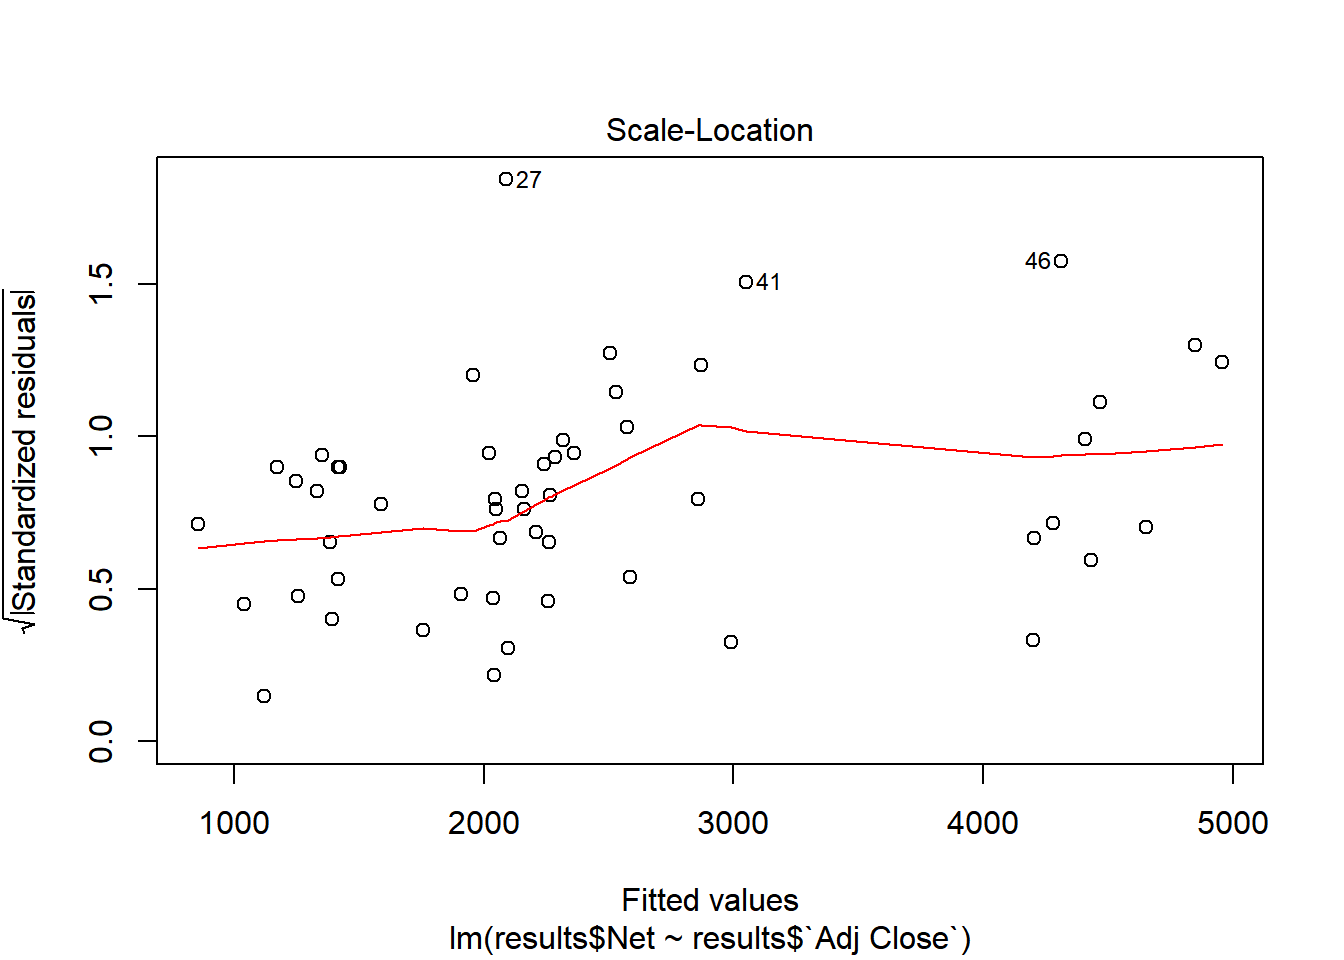 Scale-Location
√|Standardized residuals|
0.0 0.5 1.0 1.5
27
46
41
1000 2000 3000 4000 5000
Fitted values
lm(results$Net ~ results$`Adj Close`)